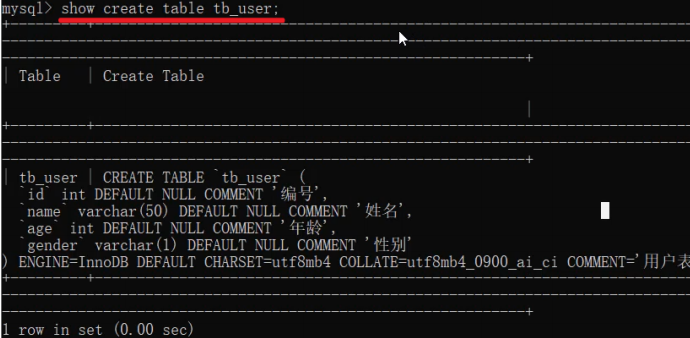 mysql> show create table tb_user;
| Table | Create Table
|
| tb_user | CREATE TABLE `tb_user` (
`id` int DEFAULT NULL COMMENT '编号',
`name` varchar(50) DEFAULT NULL COMMENT '姓名',
`age` int DEFAULT NULL COMMENT '年龄',
`gender` varchar(1) DEFAULT NULL COMMENT '性别'
) ENGINE=InnoDB DEFAULT CHARSET=utf8mb4 COLLATE=utf8mb4_0900_ai_ci COMMENT='用户表
1 row in set (0.00 sec)